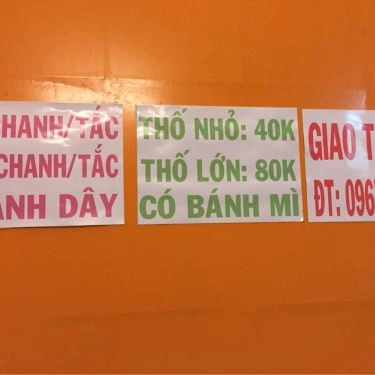 CHANH/TẮC
CHANH/TẮC
ANH DÂY
THỐ NHỎ: 40K
THỐ LỚN: 80K
CÓ BÁNH MÌ
GIAO T
ĐT: 096